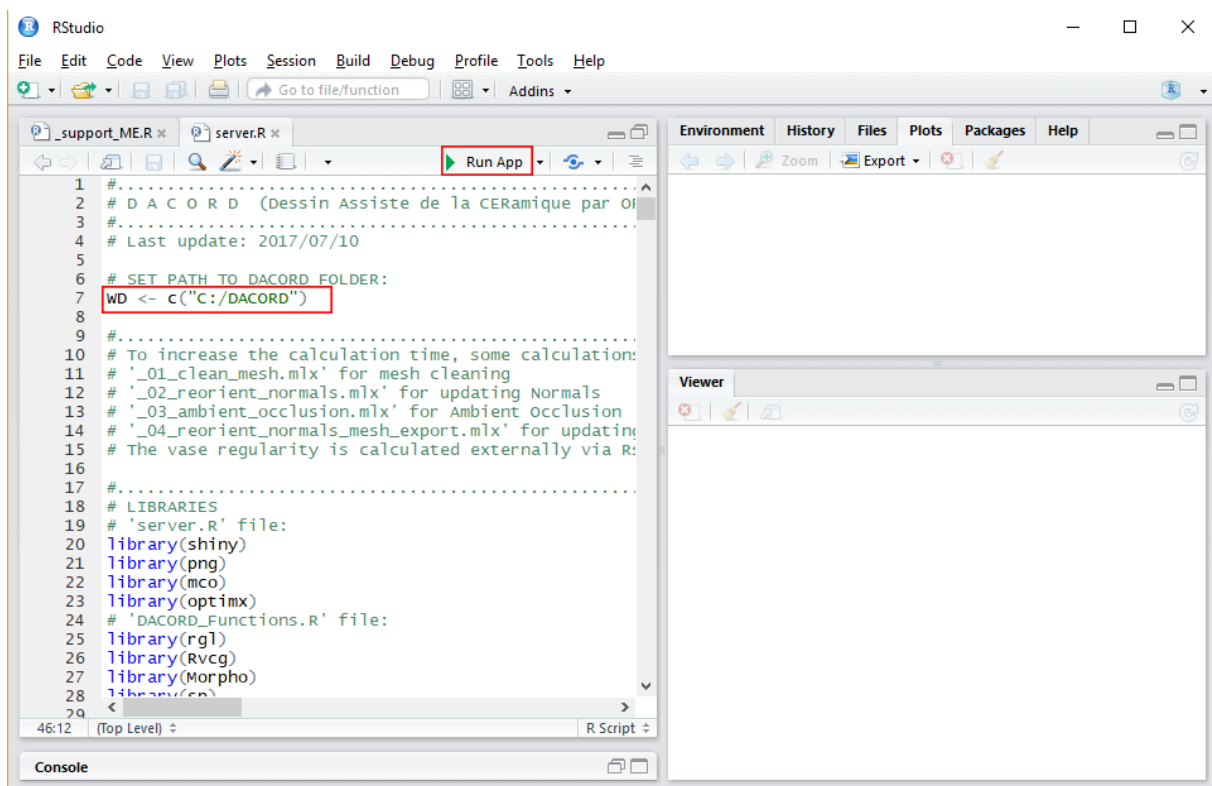 RStudio
File Edit Code View Plots Session Build Debug Profile Tools Help
Go to file/function Addins
_support_ME.R server.R
Run App
1 #.....................................................
2 # D A C O R D (Dessin Assiste de la CERamique par
3 #.....................................................
4 # Last update: 2017/07/10
5
6 # SET PATH TO DACORD FOLDER:
7 WD <- c("C:/DACORD")
8
9 #.....................................................
10 # To increase the calculation time, some calculation
11 # '_01_clean_mesh.mlx' for mesh cleaning
12 # '_02_reorient_normals.mlx' for updating Normals
13 # '_03_ambient_occlusion.mlx' for Ambient Occlusion
14 # '_04_reorient_normals_mesh_export.mlx' for updating
15 # The vase regularity is calculated externally via
16
17 #.....................................................
18 # LIBRARIES
19 # 'server.R' file:
20 library(shiny)
21 library(png)
22 library(mco)
23 library(optimx)
24 # 'DACORD_Functions.R' file:
25 library(rgl)
26 library(Rvcg)
27 library(Morpho)
28 library(sp)
29
46:12 (Top Level) R Script
Console
Environment History Files Plots Packages Help
Zoom Export
Viewer